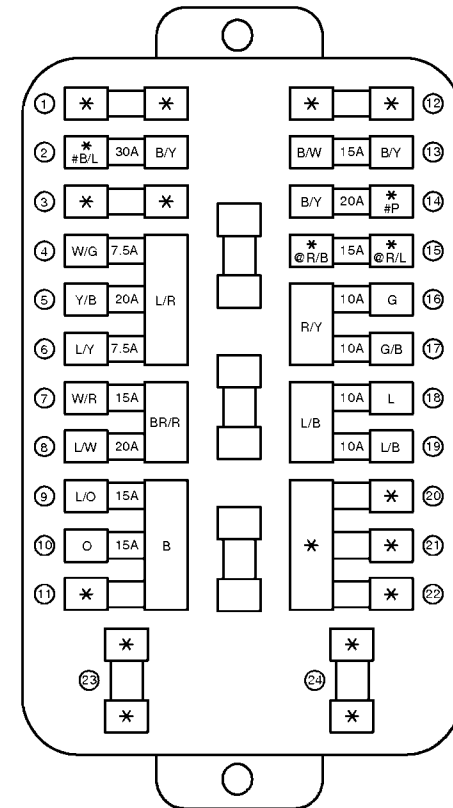 1 * * * * 12
2 * #B/L 30A B/Y B/W 15A B/Y 13
3 * * B/Y 20A * #P 14
4 W/G 7.5A * @R/B 15A * @R/L 15
5 Y/B 20A L/R R/Y 10A G 16
6 L/Y 7.5A 10A G/B 17
7 W/R 15A BR/R L/B 10A L 18
8 L/W 20A 10A L/B 19
9 L/O 15A * 20
10 O 15A B * * 21
11 * * 22
* *
23 24
* *